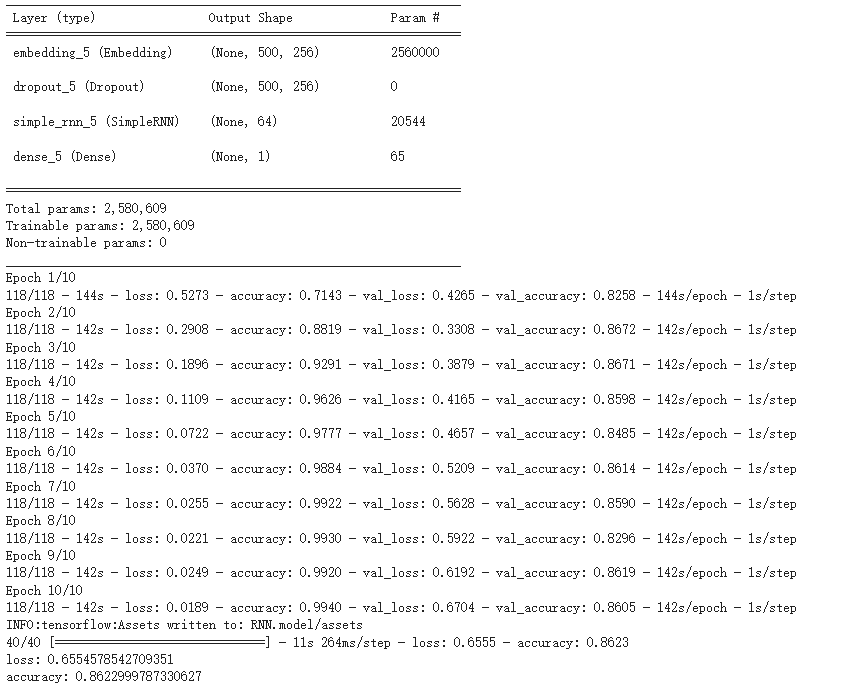 Layer (type) Output Shape Param #
embedding_5 (Embedding) (None, 500, 256) 2560000
dropout_5 (Dropout) (None, 500, 256) 0
simple_rnn_5 (SimpleRNN) (None, 64) 20544
dense_5 (Dense) (None, 1) 65
Total params: 2,580,609
Trainable params: 2,580,609
Non-trainable params: 0
Epoch 1/10
118/118 - 144s - loss: 0.5273 - accuracy: 0.7143 - val_loss: 0.4265 - val_accuracy: 0.8258 - 144s/epoch - 1s/step
Epoch 2/10
118/118 - 142s - loss: 0.2908 - accuracy: 0.8819 - val_loss: 0.3308 - val_accuracy: 0.8672 - 142s/epoch - 1s/step
Epoch 3/10
118/118 - 142s - loss: 0.1896 - accuracy: 0.9291 - val_loss: 0.3879 - val_accuracy: 0.8671 - 142s/epoch - 1s/step
Epoch 4/10
118/118 - 142s - loss: 0.1109 - accuracy: 0.9626 - val_loss: 0.4165 - val_accuracy: 0.8598 - 142s/epoch - 1s/step
Epoch 5/10
118/118 - 142s - loss: 0.0722 - accuracy: 0.9777 - val_loss: 0.4657 - val_accuracy: 0.8485 - 142s/epoch - 1s/step
Epoch 6/10
118/118 - 142s - loss: 0.0370 - accuracy: 0.9884 - val_loss: 0.5209 - val_accuracy: 0.8614 - 142s/epoch - 1s/step
Epoch 7/10
118/118 - 142s - loss: 0.0255 - accuracy: 0.9922 - val_loss: 0.5628 - val_accuracy: 0.8590 - 142s/epoch - 1s/step
Epoch 8/10
118/118 - 142s - loss: 0.0221 - accuracy: 0.9930 - val_loss: 0.5922 - val_accuracy: 0.8296 - 142s/epoch - 1s/step
Epoch 9/10
118/118 - 142s - loss: 0.0249 - accuracy: 0.9920 - val_loss: 0.6192 - val_accuracy: 0.8619 - 142s/epoch - 1s/step
Epoch 10/10
118/118 - 142s - loss: 0.0189 - accuracy: 0.9940 - val_loss: 0.6704 - val_accuracy: 0.8605 - 142s/epoch - 1s/step
INFO:tensorflow:Assets written to: RNN.model/assets
40/40 [==============================] - 11s 264ms/step - loss: 0.6555 - accuracy: 0.8623
loss: 0.6554578542709351
accuracy: 0.8622999787330627